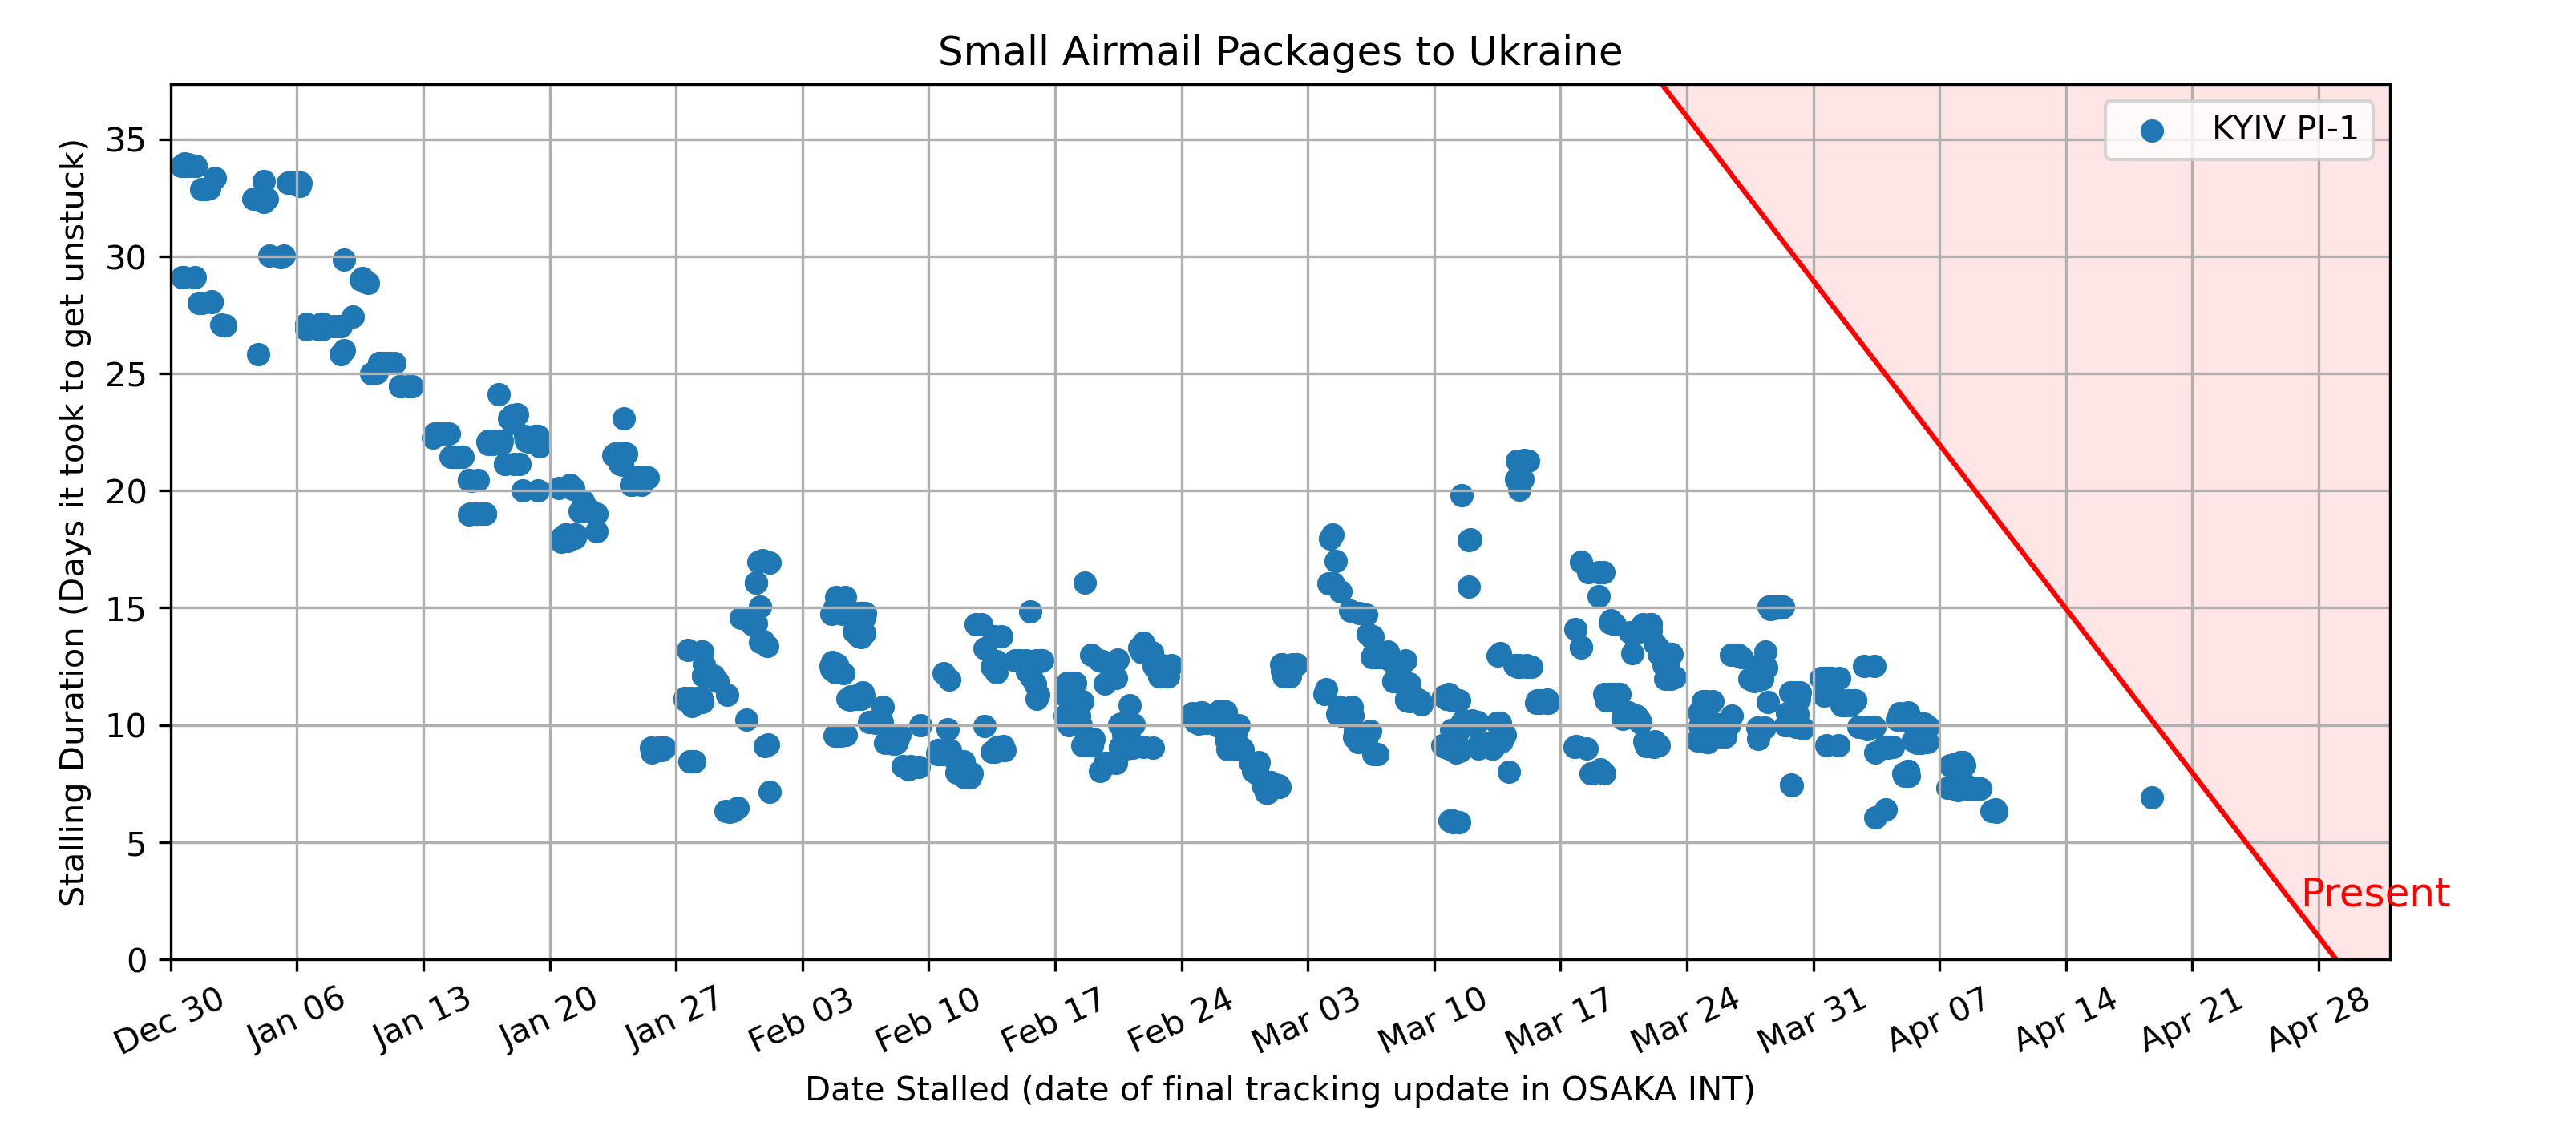 Small Airmail Packages to Ukraine
KYIV PI-1
Stalling Duration (Days it took to get unstuck)
35
30
25
20
15
10
5
0
Present
Dec 30
Jan 06
Jan 13
Jan 20
Jan 27
Feb 03
Feb 10
Feb 17
Feb 24
Mar 03
Mar 10
Mar 17
Mar 24
Mar 31
Apr 07
Apr 14
Apr 21
Apr 28
Date Stalled (date of final tracking update in OSAKA INT)